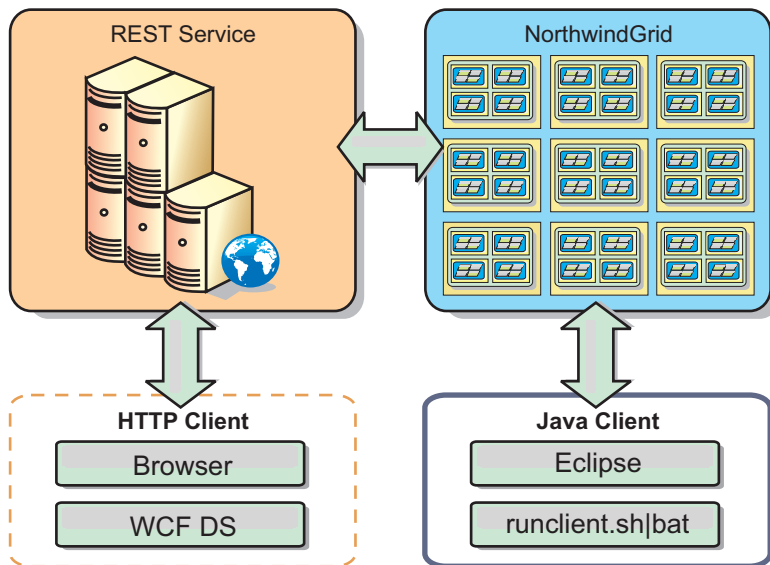 REST Service
NorthwindGrid
HTTP Client
Browser
WCF DS
Java Client
Eclipse
runclient.sh|bat